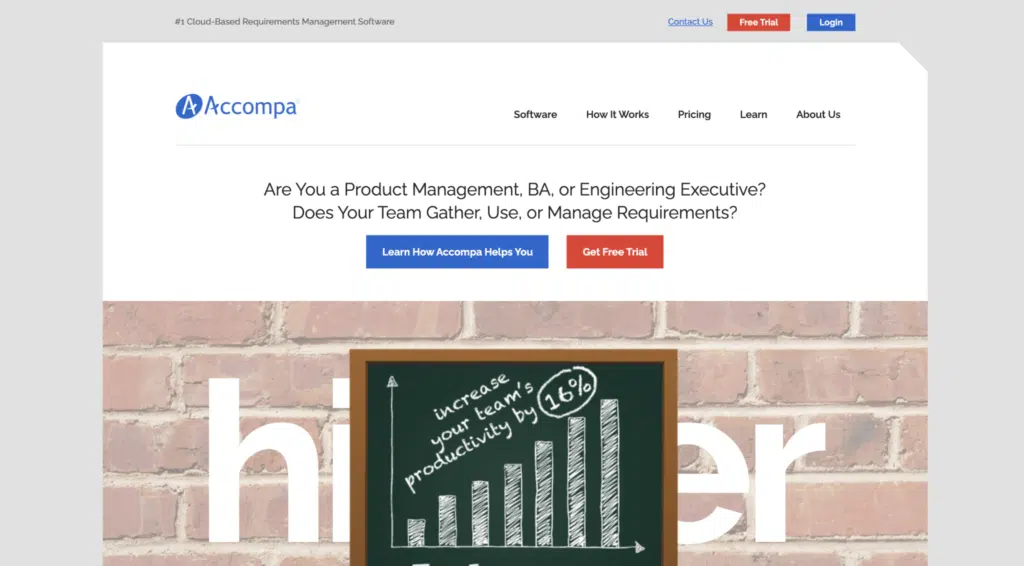 #1 Cloud-Based Requirements Management Software
Contact Us
Free Trial
Login
Accompa
Software
How It Works
Pricing
Learn
About Us
Are You a Product Management, BA, or Engineering Executive?
Does Your Team Gather, Use, or Manage Requirements?
Learn How Accompa Helps You
Get Free Trial
increase
your team's
productivity by 16%